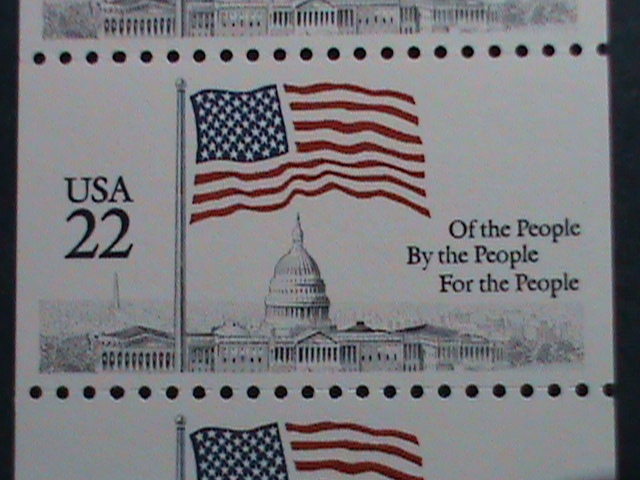 USA
22
Of the People
By the People
For the People